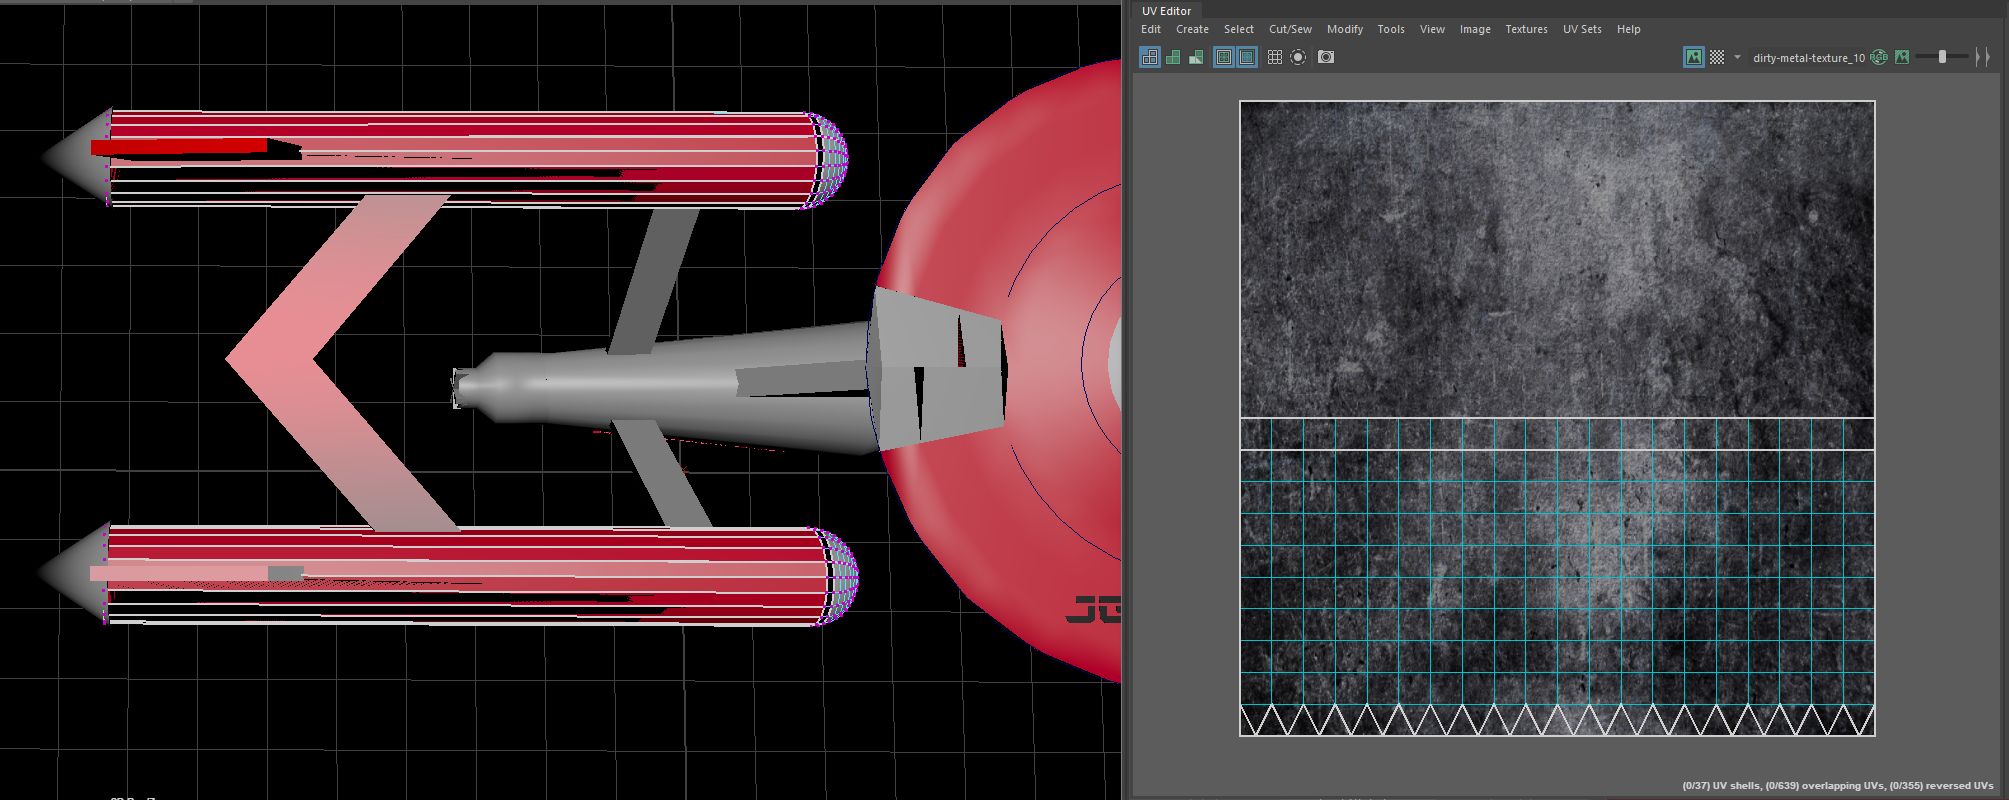 UV Editor
Edit Create Select Cut/Sew Modify Tools View Image Textures UV Sets Help
dirty-metal-texture_10
RGB
(0/37) UV shells, (0/639) overlapping UVs, (0/355) reversed UVs